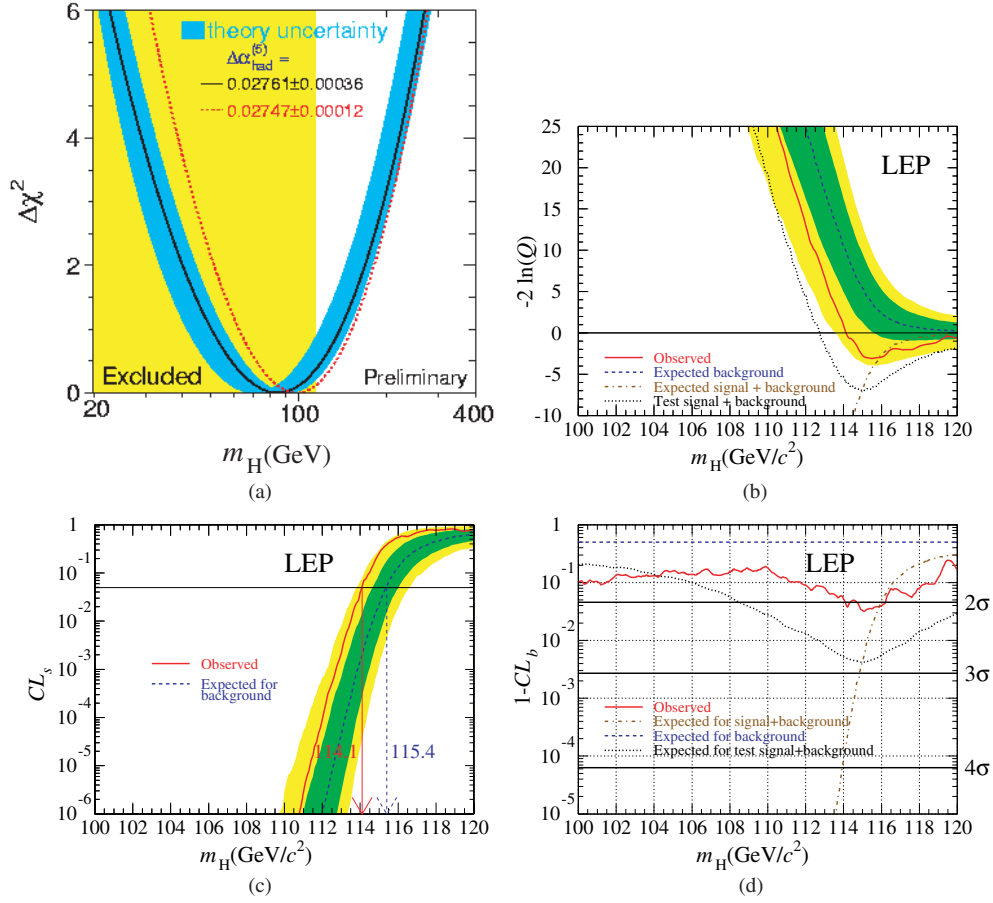 6
theory uncertainty
Δα(5)had =
0.02761±0.00036
0.02747±0.00012
4
Δχ²
2
0
Excluded
Preliminary
20 100 400
mH(GeV)
(a)
25
20
15
10
5
0
-5
-10
-2 ln(Q)
LEP
Observed
Expected background
Expected signal + background
Test signal + background
100 102 104 106 108 110 112 114 116 118 120
mH(GeV/c²)
(b)
1
10⁻¹
10⁻²
10⁻³
10⁻⁴
10⁻⁵
10⁻⁶
CLs
LEP
Observed
Expected for
background
114.1
115.4
100 102 104 106 108 110 112 114 116 118 120
mH(GeV/c²)
(c)
1
10⁻¹
10⁻²
10⁻³
10⁻⁴
10⁻⁵
1-CLb
LEP
2σ
3σ
4σ
Observed
Expected for signal+background
Expected for background
Expected for test signal+background
100 102 104 106 108 110 112 114 116 118 120
mH(GeV/c²)
(d)